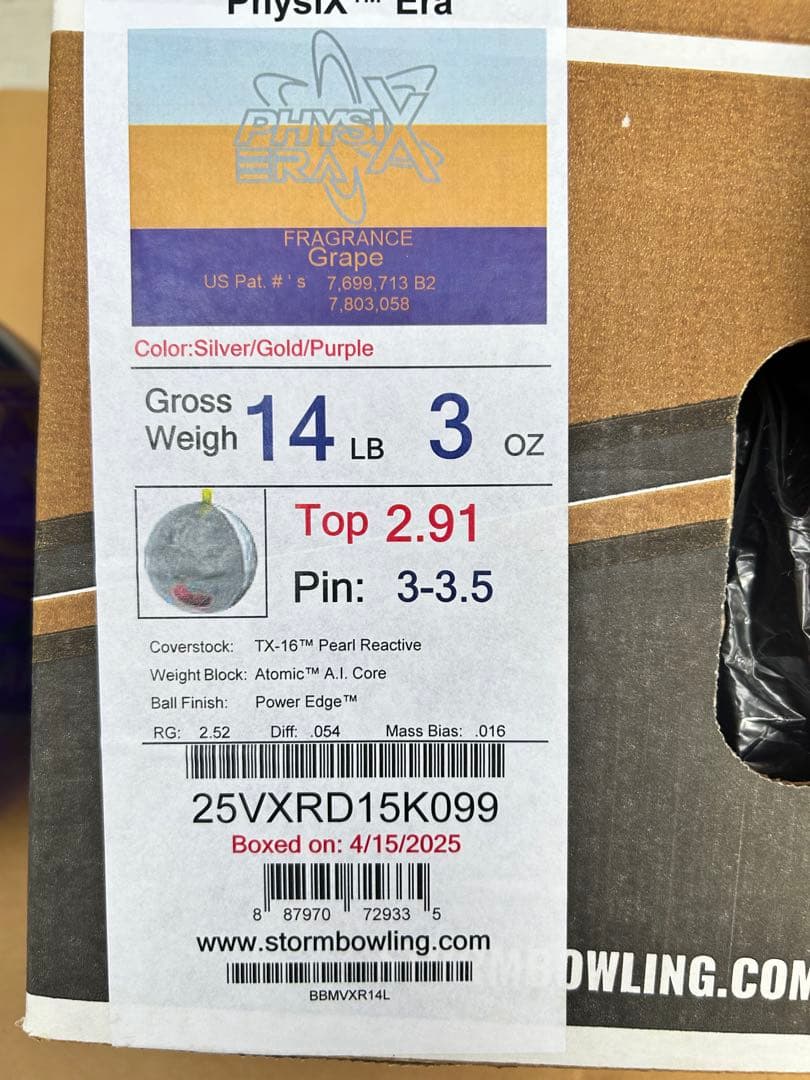 PhysiX™ Era
PHYSIX
ERA
FRAGRANCE
Grape
US Pat. # ' s 7,699,713 B2
7,803,058
Color:Silver/Gold/Purple
Gross
Weigh 14 LB 3 OZ
Top 2.91
Pin: 3-3.5
Coverstock: TX-16™ Pearl Reactive
Weight Block: Atomic™ A.I. Core
Ball Finish: Power Edge™
RG: 2.52 Diff: .054 Mass Bias: .016
25VXRD15K099
Boxed on: 4/15/2025
8 87970 72933 5
www.stormbowling.com
BBMVXR14L
MBOWLING.COM